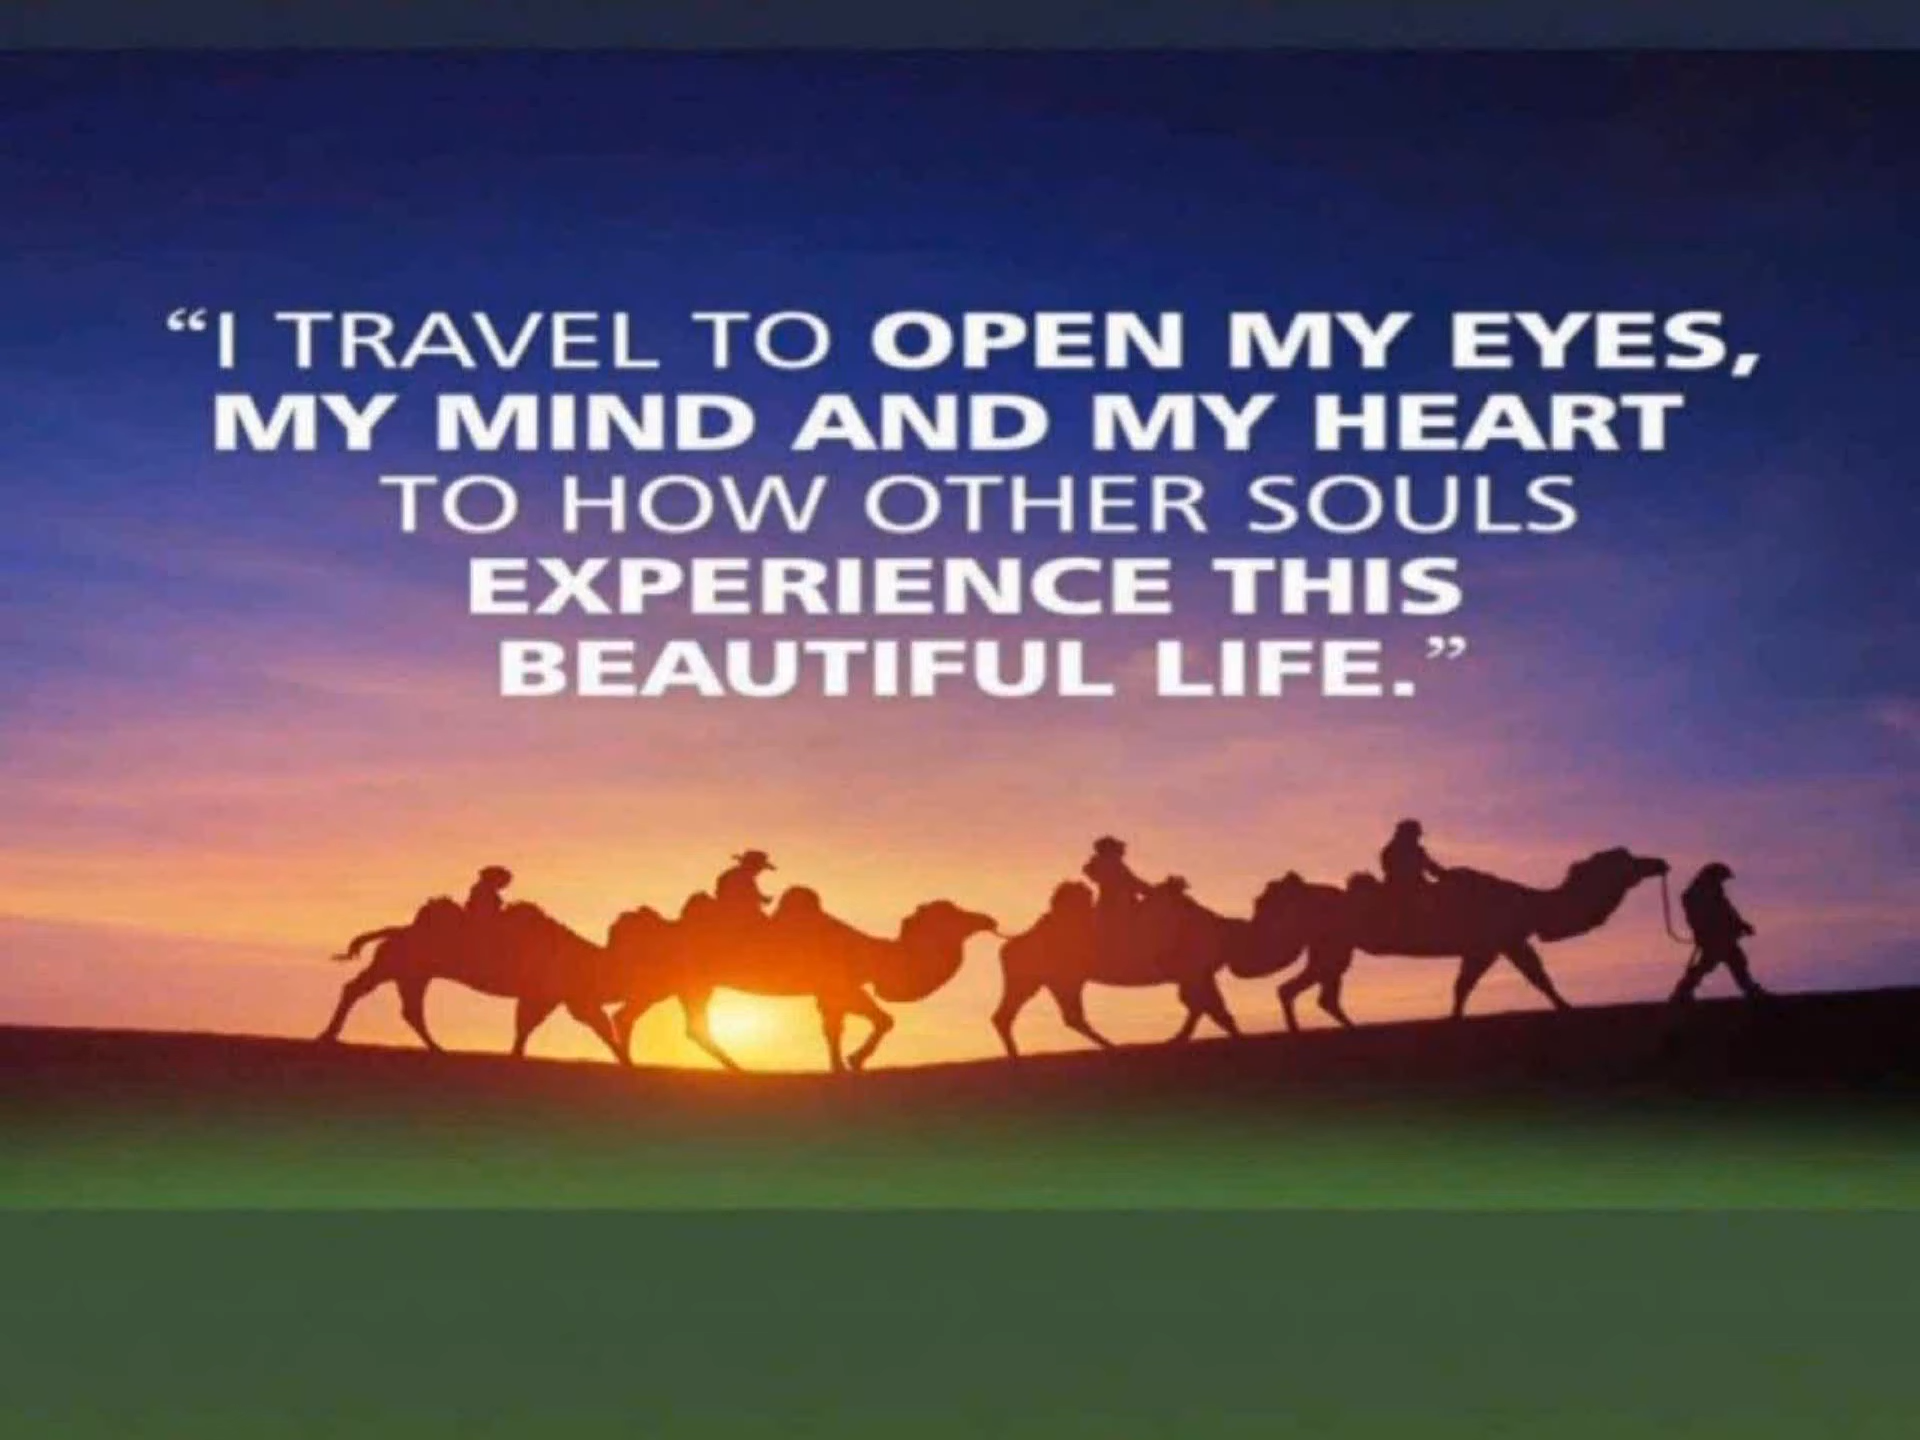 “I TRAVEL TO OPEN MY EYES,
MY MIND AND MY HEART
TO HOW OTHER SOULS
EXPERIENCE THIS
BEAUTIFUL LIFE.”